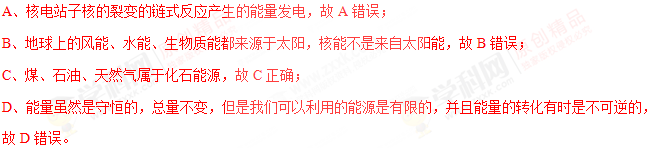 A、核电站子核的裂变的链式反应产生的能量发电，故 A 错误；
B、地球上的风能、水能、生物质能都来源于太阳，核能不是来自太阳能，故 B 错误；
C、煤、石油、天然气属于化石能源，故 C 正确；
D、能量虽然是守恒的，总量不变，但是我们可以利用的能源是有限的，并且能量的转化有时是不可逆的，
故 D 错误。